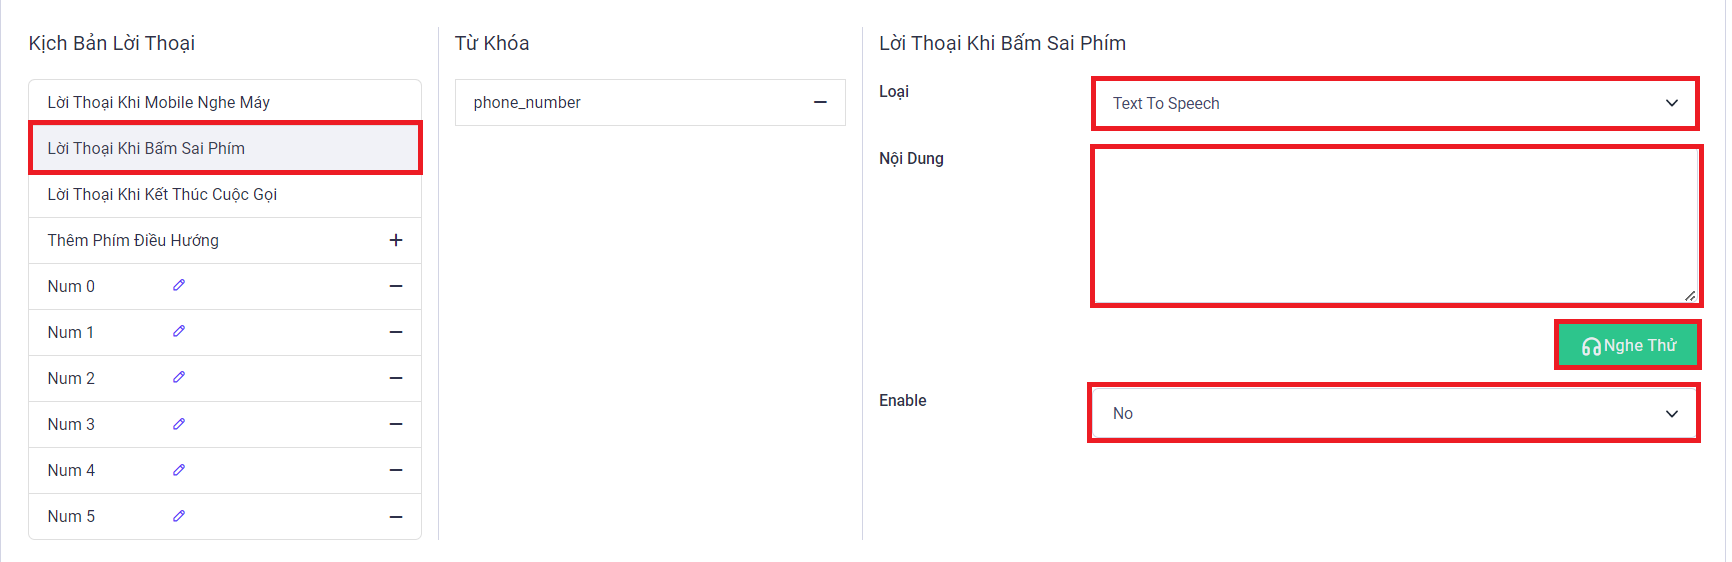 Kịch Bản Lời Thoại
Lời Thoại Khi Mobile Nghe Máy
Lời Thoại Khi Bấm Sai Phím
Lời Thoại Khi Kết Thúc Cuộc Gọi
Thêm Phím Điều Hướng
Num 0
Num 1
Num 2
Num 3
Num 4
Num 5
Từ Khóa
phone_number
Lời Thoại Khi Bấm Sai Phím
Loại
Text To Speech
Nội Dung
Nghe Thử
Enable
No